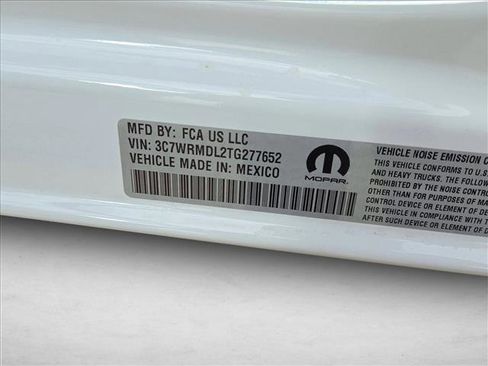 MFD BY: FCA US LLC
VIN: 3C7WRMDL2TG277652
VEHICLE MADE IN: MEXICO
MOPAR
VEHICLE NOISE EMISSION C
THIS VEHICLE CONFORMS TO U.S
AND HEAVY TRUCKS. THE FOLLOW
PROHIBITED BY THE NOISE CONTRO
OTHER THAN FOR PURPOSES OF MA
CONTROL DEVICE OR ELEMENT OF DE
THIS VEHICLE IN COMPLIANCE WITH
AFTER SUCH DEVICE OR ELEMENT OF D